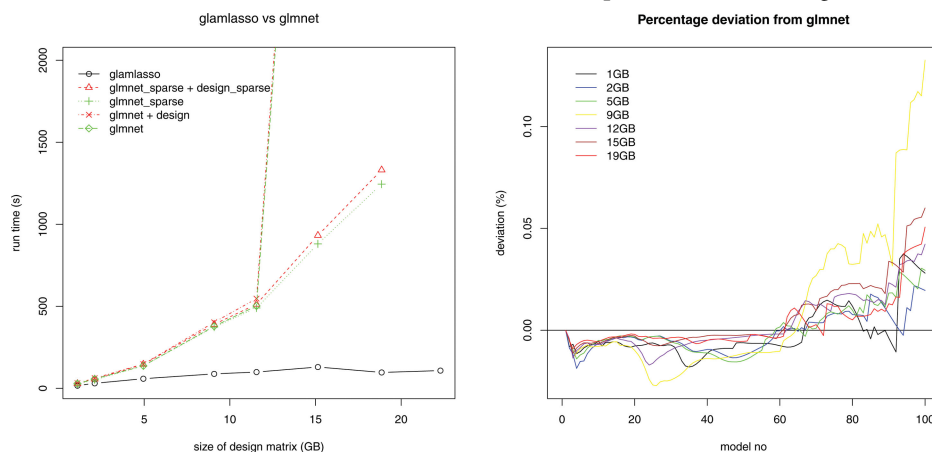 glamlasso vs glmnet
run time (s)
2000
1500
1000
500
0
glamlasso
glmnet_sparse + design_sparse
glmnet_sparse
glmnet + design
glmnet
5
10
15
20
size of design matrix (GB)
Percentage deviation from glmnet
deviation (%)
0.10
0.05
0.00
1GB
2GB
5GB
9GB
12GB
15GB
19GB
0
20
40
60
80
100
model no